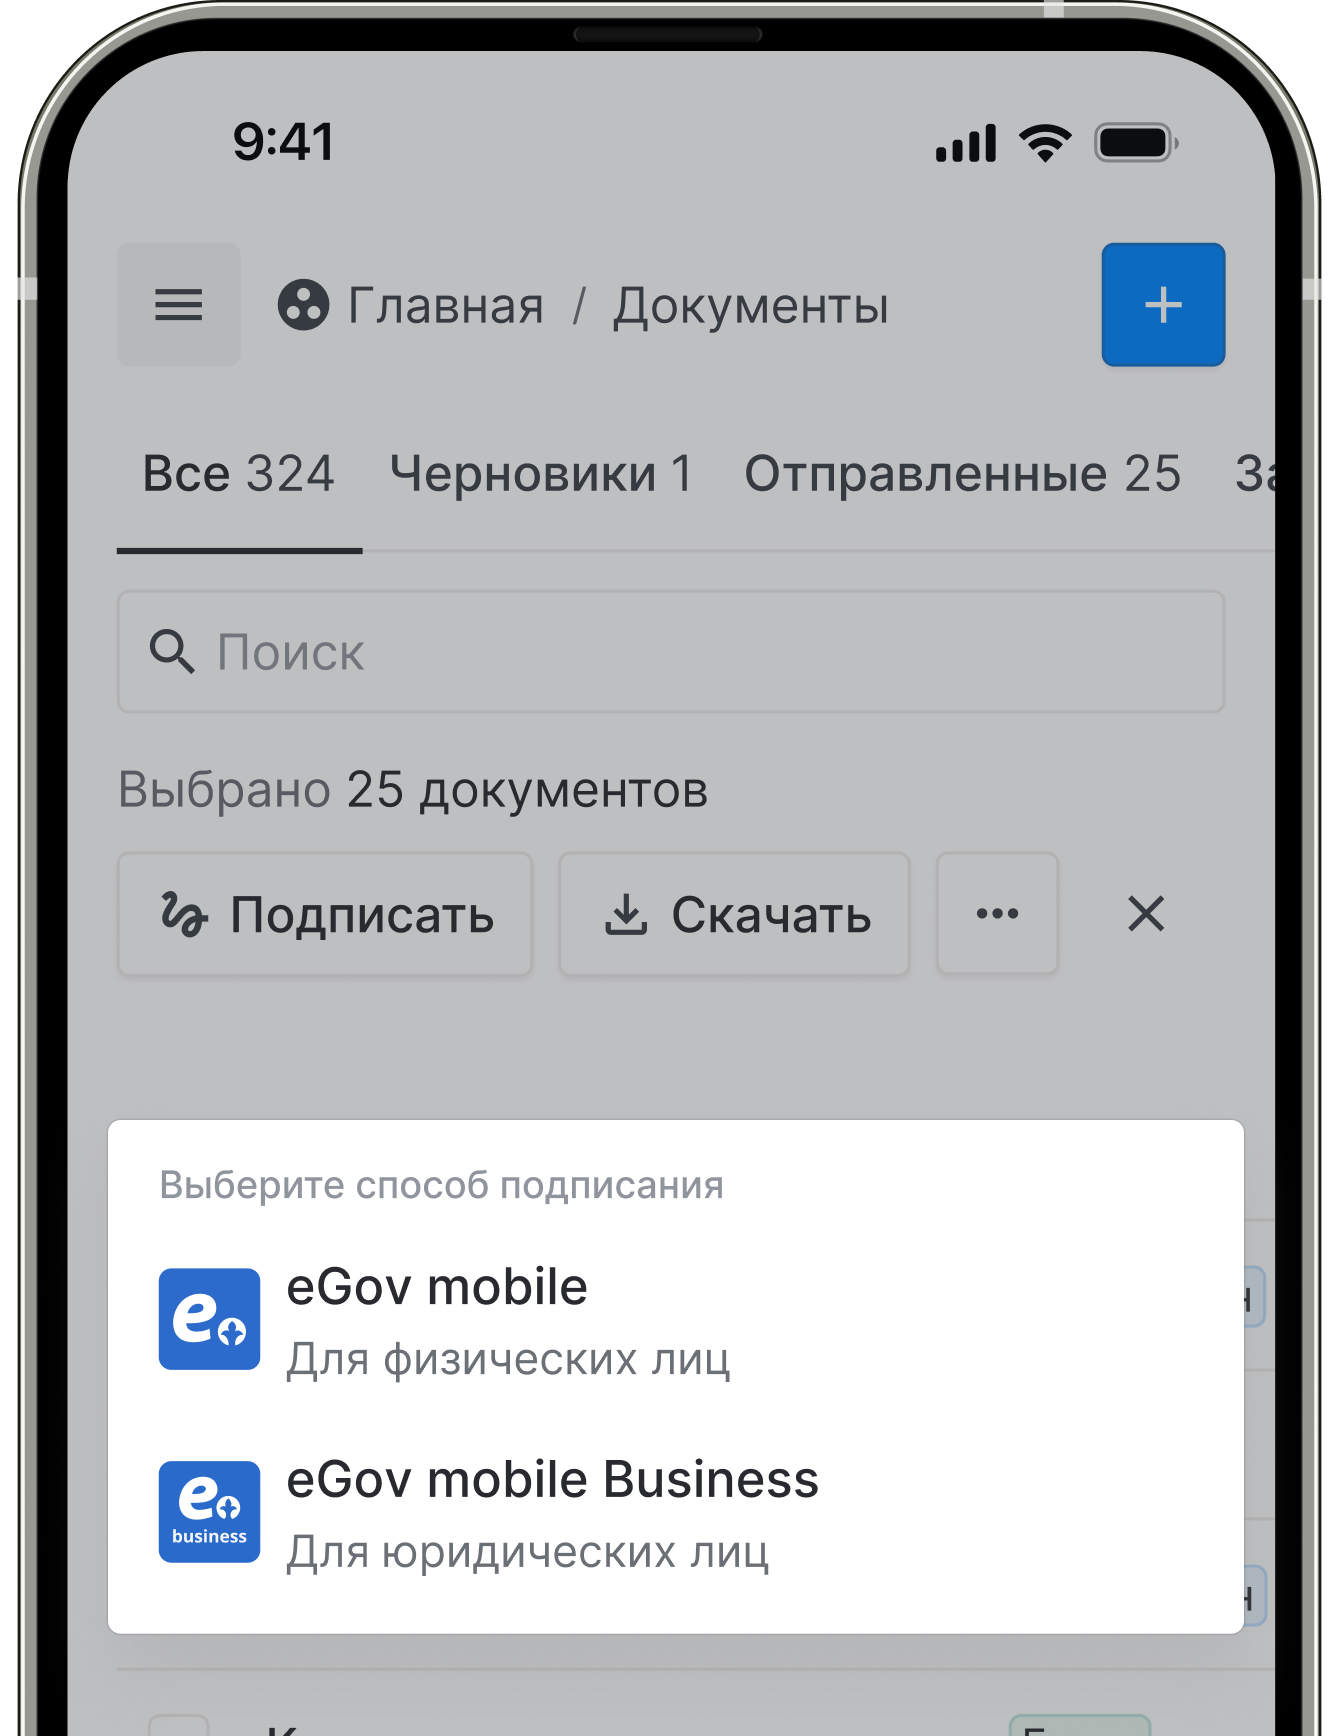 9:41
Главная / Документы
Все 324 Черновики 1 Отправленные 25
Поиск
Выбрано 25 документов
Подписать Скачать
Выберите способ подписания
eGov mobile
Для физических лиц
eGov mobile Business
business
Для юридических лиц